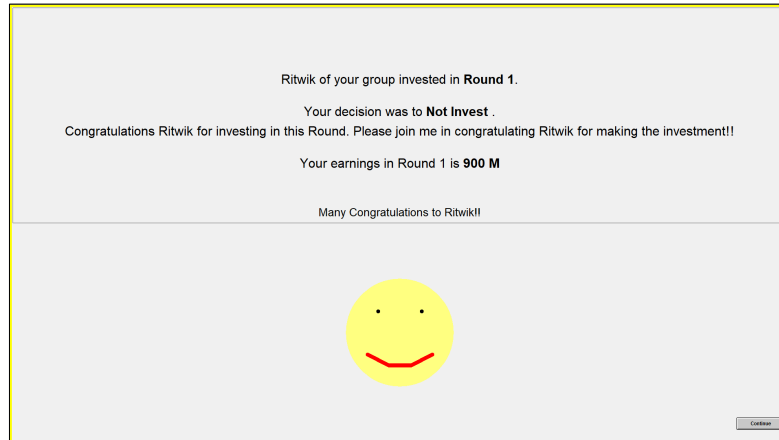 Ritwik of your group invested in Round 1.
Your decision was to Not Invest .
Congratulations Ritwik for investing in this Round. Please join me in congratulating Ritwik for making the investment!!
Your earnings in Round 1 is 900 M
Many Congratulations to Ritwik!!
Continue